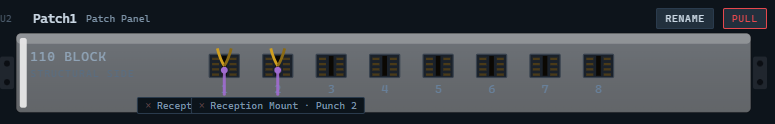 U2 Patch1 Patch Panel RENAME PULL
110 BLOCK
3 4 5 6 7 8
× Recept × Reception Mount · Punch 2